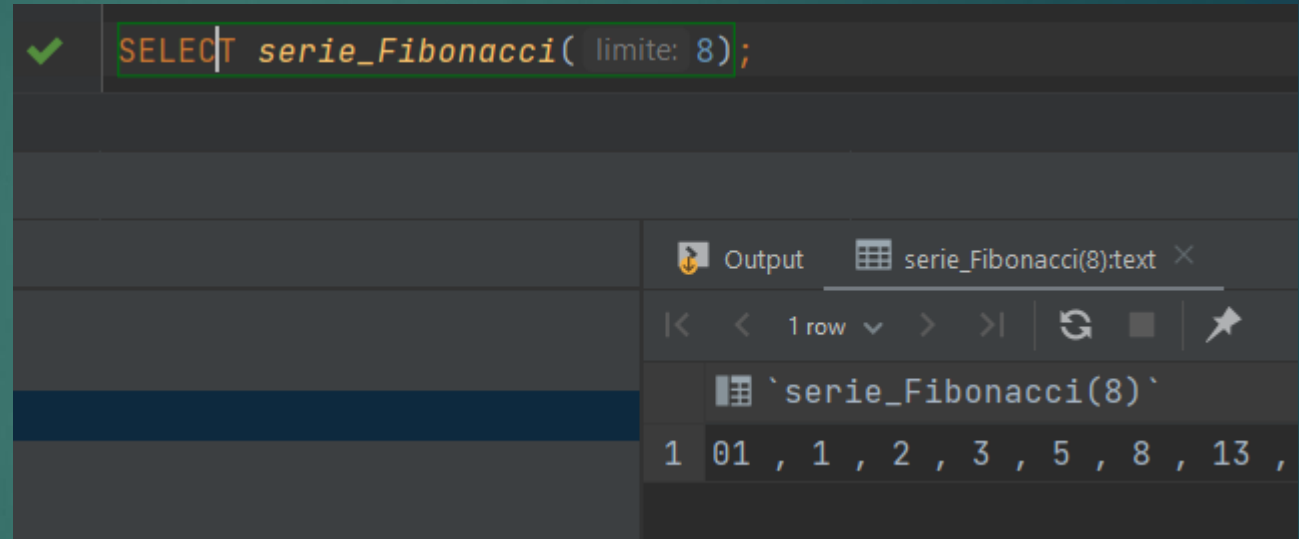 SELECT serie_Fibonacci( limite: 8);
Output serie_Fibonacci(8):text
1 row
`serie_Fibonacci(8)`
1 01 , 1 , 2 , 3 , 5 , 8 , 13 ,